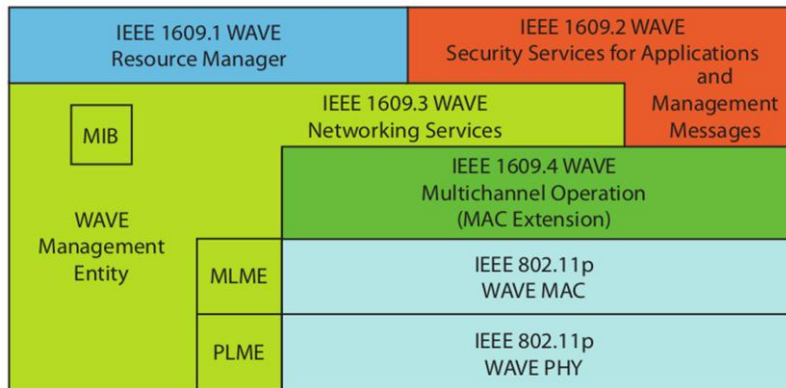 IEEE 1609.1 WAVE
Resource Manager
IEEE 1609.2 WAVE
Security Services for Applications
and
Management
Messages
IEEE 1609.3 WAVE
Networking Services
MIB
IEEE 1609.4 WAVE
Multichannel Operation
(MAC Extension)
WAVE
Management
Entity
MLME
IEEE 802.11p
WAVE MAC
PLME
IEEE 802.11p
WAVE PHY